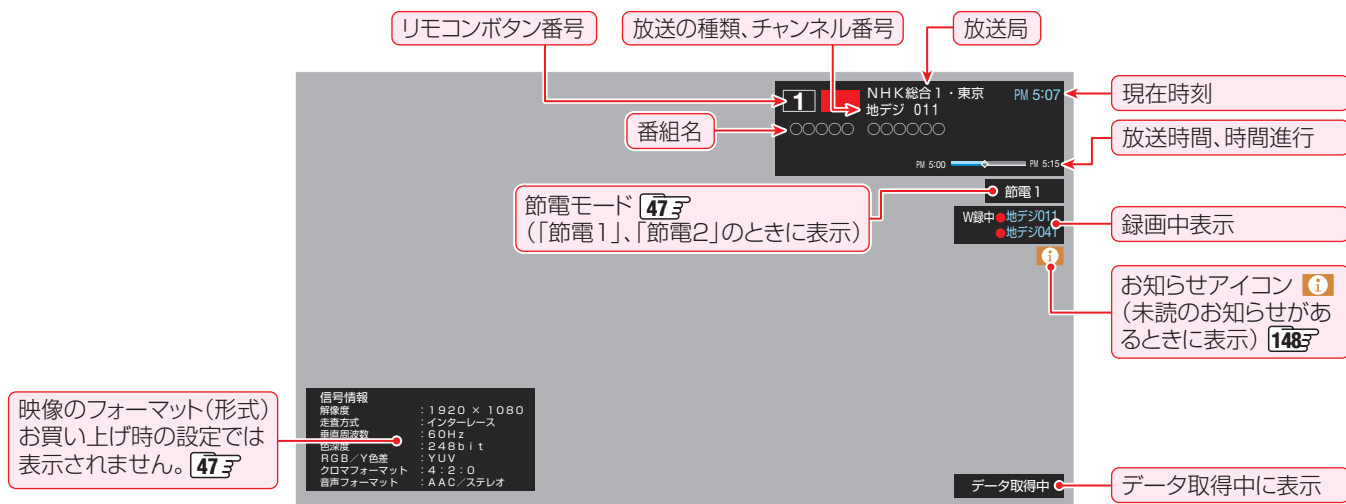 リモコンボタン番号
放送の種類、チャンネル番号
放送局
1
NHK総合1・東京
PM 5:07
地デジ 011
現在時刻
番組名
○○○○○ ○○○○○○
放送時間、時間進行
PM 5:00
PM 5:15
節電モード 47
(「節電1」、「節電2」のときに表示)
節電1
W録中●地デジ011
●地デジ041
録画中表示
お知らせアイコン
(未読のお知らせがあ
るときに表示) 148
映像のフォーマット(形式)
お買い上げ時の設定では
表示されません。 47
信号情報
解像度 :1920 × 1080
走査方式 :インターレース
垂直周波数 :60Hz
色深度 :248bit
RGB/Y色差 :YUV
クロマフォーマット :4:2:0
音声フォーマット :AAC/ステレオ
データ取得中
データ取得中に表示